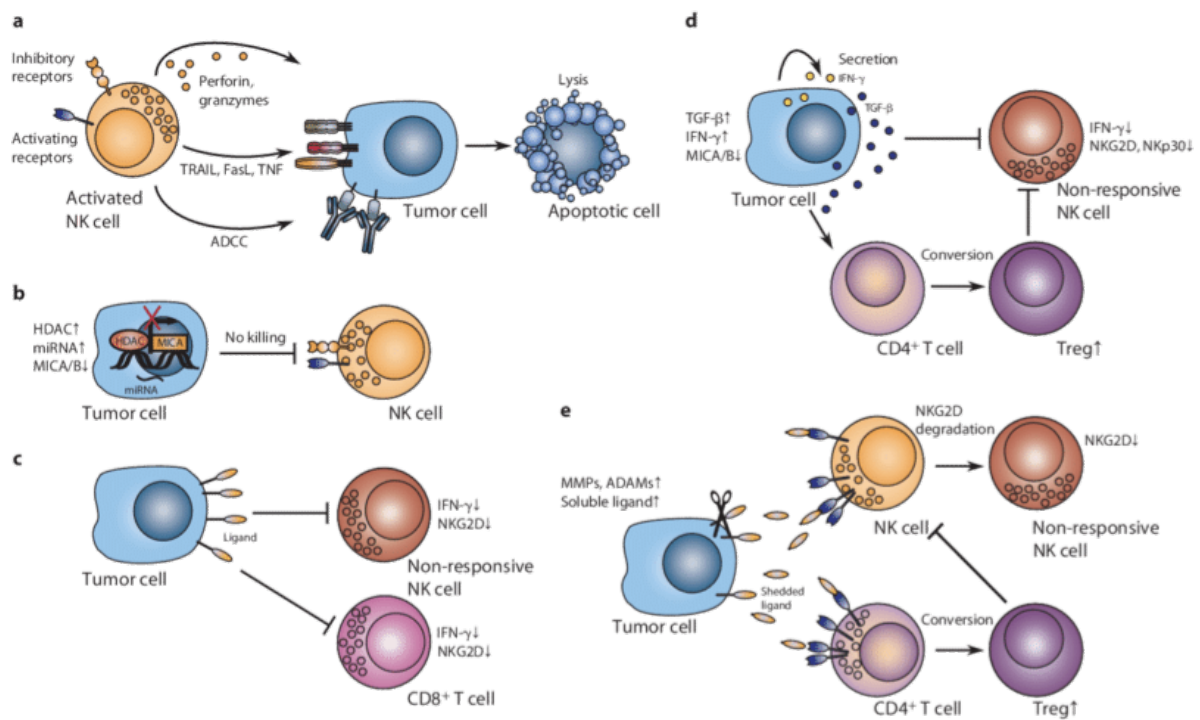 a
Inhibitory
receptors
Activating
receptors
Activated
NK cell
Perforin,
granzymes
TRAIL, FasL, TNF
ADCC
Tumor cell
Lysis
Apoptotic cell
b
HDAC↑
miRNA↑
MICA/B↓
HDAC
MICA
miRNA
Tumor cell
No killing
NK cell
c
Tumor cell
Ligand
IFN-γ↓
NKG2D↓
Non-responsive
NK cell
IFN-γ↓
NKG2D↓
CD8⁺ T cell
d
Secretion
IFN-γ
TGF-β
TGF-β↑
IFN-γ↑
MICA/B↓
Tumor cell
IFN-γ↓
NKG2D, NKp30↓
Non-responsive
NK cell
Conversion
CD4⁺ T cell
Treg↑
e
MMPs, ADAMs↑
Soluble ligand↑
Tumor cell
Shedded
ligand
NKG2D
degradation
NK cell
NKG2D↓
Non-responsive
NK cell
Conversion
CD4⁺ T cell
Treg↑